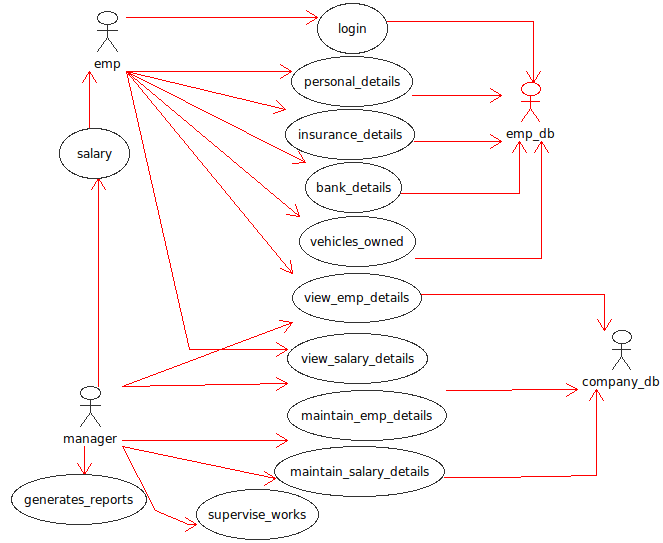 login
emp
personal_details
insurance_details
emp_db
salary
bank_details
vehicles_owned
view_emp_details
view_salary_details
company_db
maintain_emp_details
manager
maintain_salary_details
generates_reports
supervise_works